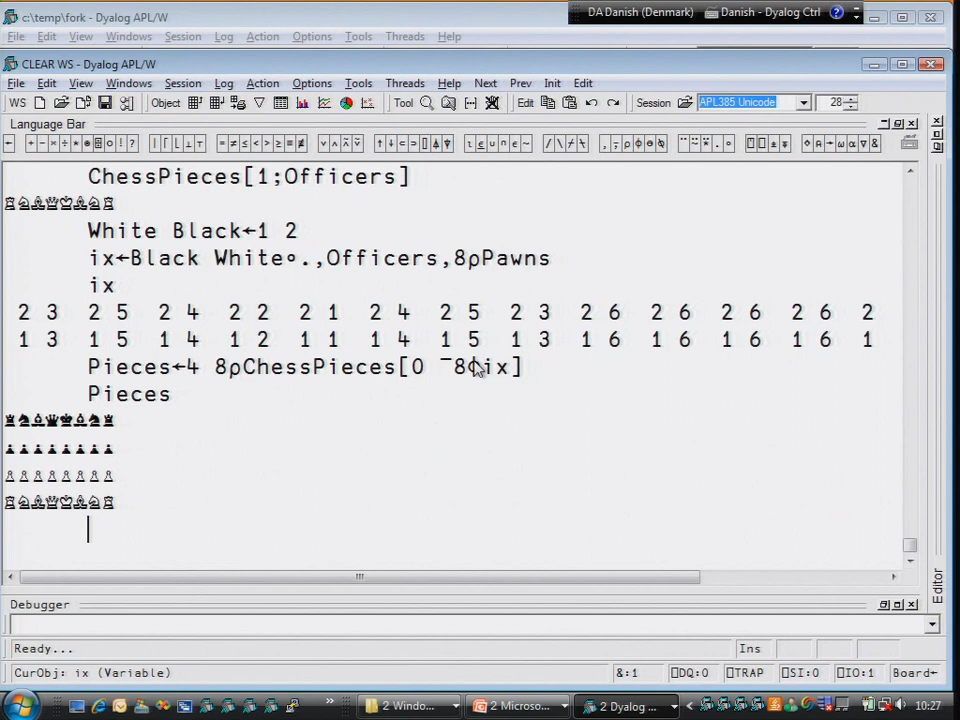 c:\temp\fork - Dyalog APL/W
DA Danish (Denmark) Danish - Dyalog Ctrl
File Edit View Windows Session Log Action Options Tools Threads Help
CLEAR WS - Dyalog APL/W
File Edit View Windows Session Log Action Options Tools Threads Help Next Prev Init Edit
WS Object Tool Edit Session APL385 Unicode 28
Language Bar
ChessPieces[1;Officers]
♖♘♗♕♔♗♘♖
White Black←1 2
ix←Black White∘.,Officers,8⍴Pawns
ix
2 3 2 5 2 4 2 2 2 1 2 4 2 5 2 3 2 6 2 6 2 6 2 6 2
1 3 1 5 1 4 1 2 1 1 1 4 1 5 1 3 1 6 1 6 1 6 1 6 1
Pieces←4 8⍴ChessPieces[0 ¯8⌽ix]
Pieces
♜♞♝♛♚♝♞♜
♟♟♟♟♟♟♟♟
♙♙♙♙♙♙♙♙
♖♘♗♕♔♗♘♖
Editor
Debugger
Ready... Ins
CurObj: ix (Variable) &:1 ⎕DQ:0 ⎕TRAP ⎕SI:0 ⎕IO:1 Board←
2 Windo... 2 Microso... 2 Dyalog ... 10:27